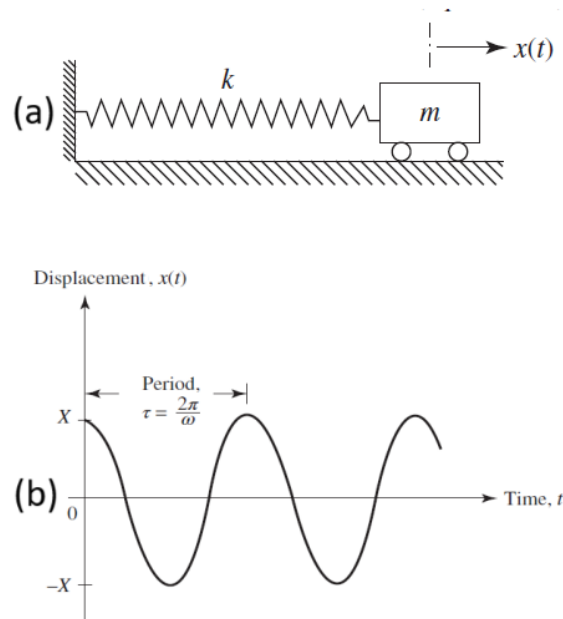 x(t)
k
(a)
m
Displacement, x(t)
Period,
τ = 2π/ω
X
(b)
0
Time, t
–X